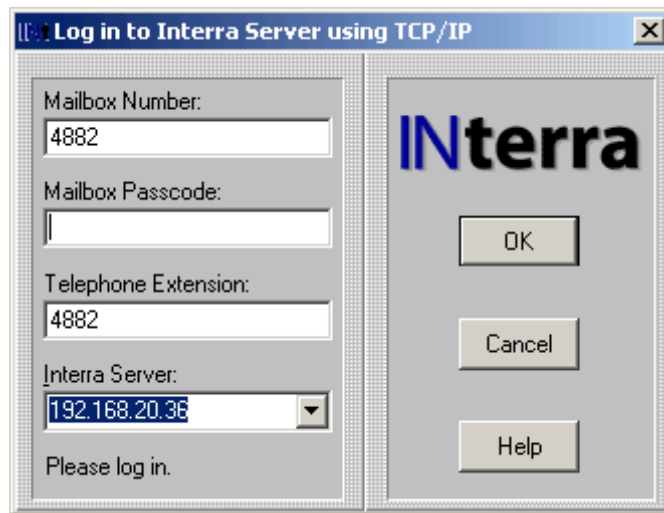 INt Log in to Interra Server using TCP/IP
Mailbox Number:
4882
Mailbox Passcode:
Telephone Extension:
4882
Interra Server:
192.168.20.36
Please log in.
INterra
OK
Cancel
Help